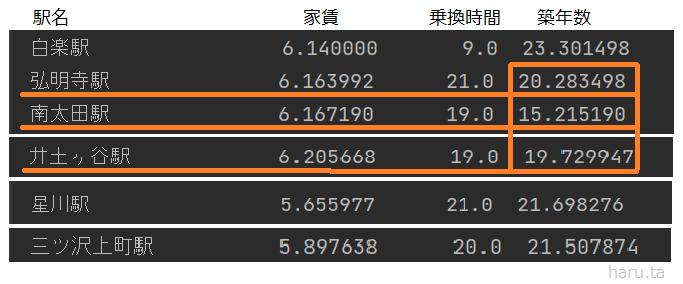 駅名 家賃 乗換時間 築年数
白楽駅 6.140000 9.0 23.301498
弘明寺駅 6.163992 21.0 20.283498
南太田駅 6.167190 19.0 15.215190
井土ヶ谷駅 6.205668 19.0 19.729947
星川駅 5.655977 21.0 21.698276
三ツ沢上町駅 5.897638 20.0 21.507874
haru.ta